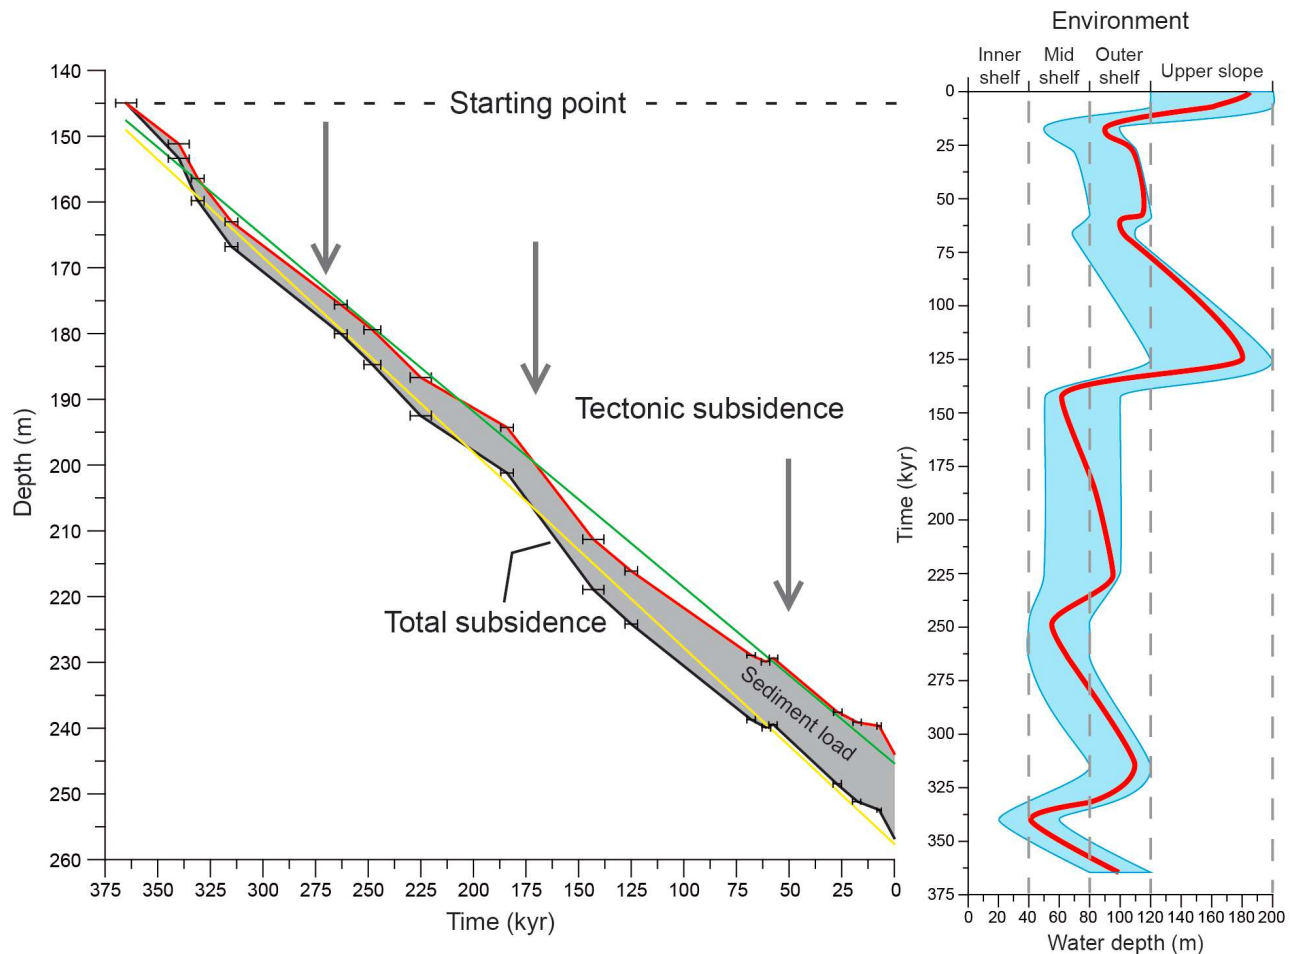 140
150
160
170
180
190
200
210
220
230
240
250
260
Depth (m)
375 350 325 300 275 250 225 200 175 150 125 100 75 50 25 0
Time (kyr)
Starting point
Tectonic subsidence
Total subsidence
Sediment load
Environment
Inner shelf
Mid shelf
Outer shelf
Upper slope
0
25
50
75
100
125
150
175
200
225
250
275
300
325
350
375
Time (kyr)
0 20 40 60 80 100 120 140 160 180 200
Water depth (m)